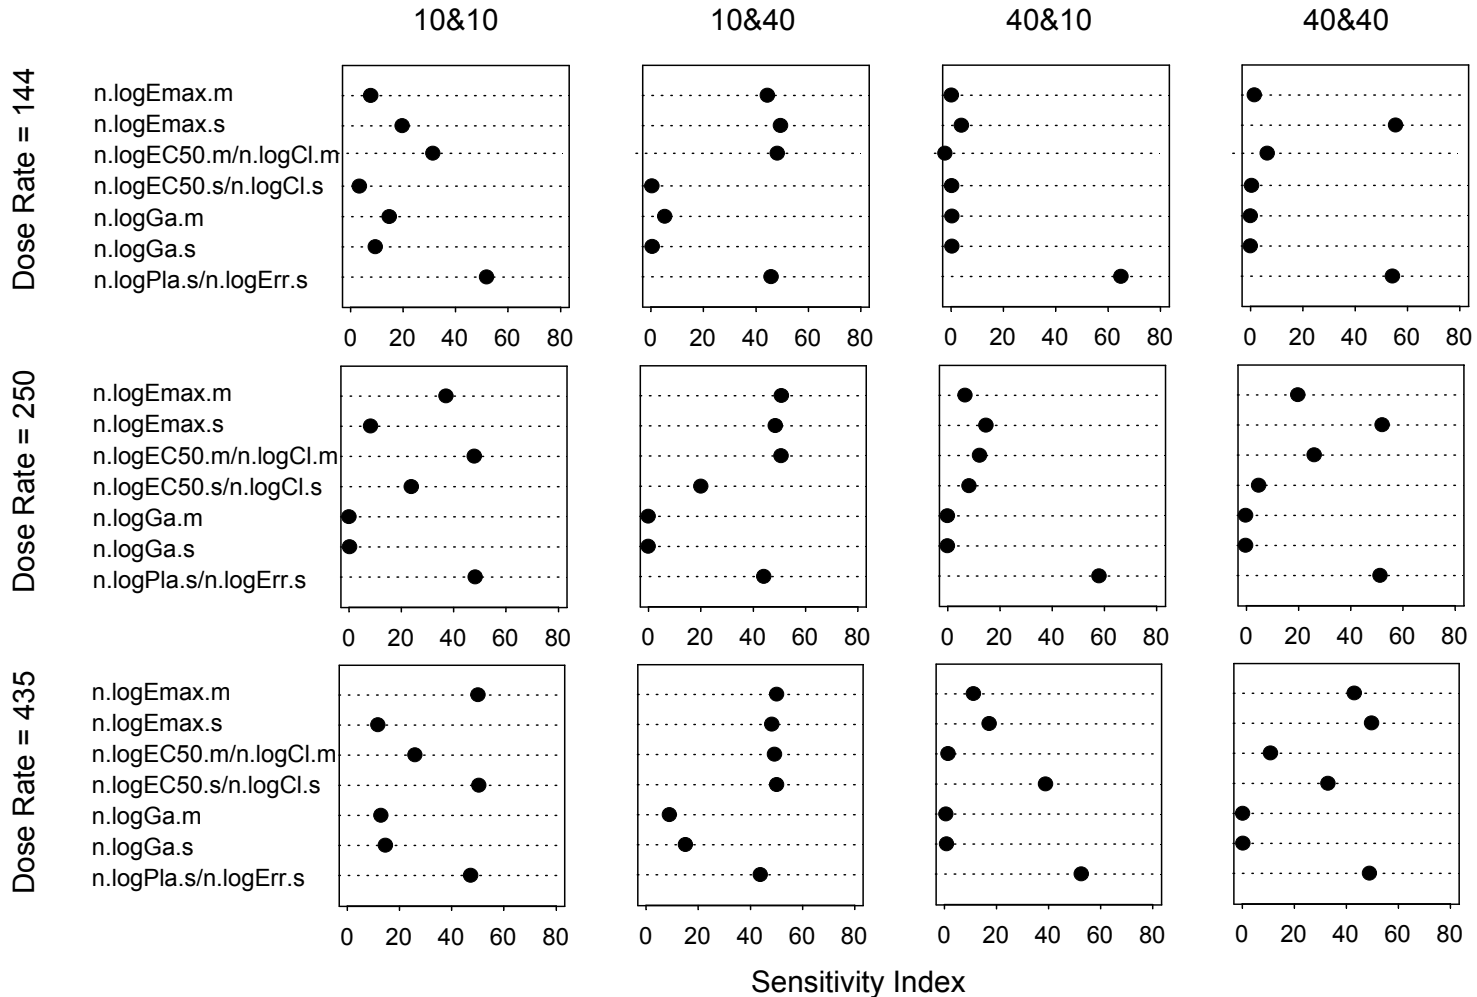 10&10 10&40 40&10 40&40
Dose Rate = 144
n.logEmax.m
n.logEmax.s
n.logEC50.m/n.logCl.m
n.logEC50.s/n.logCl.s
n.logGa.m
n.logGa.s
n.logPla.s/n.logErr.s
0 20 40 60 80 0 20 40 60 80 0 20 40 60 80 0 20 40 60 80
Dose Rate = 250
n.logEmax.m
n.logEmax.s
n.logEC50.m/n.logCl.m
n.logEC50.s/n.logCl.s
n.logGa.m
n.logGa.s
n.logPla.s/n.logErr.s
0 20 40 60 80 0 20 40 60 80 0 20 40 60 80 0 20 40 60 80
Dose Rate = 435
n.logEmax.m
n.logEmax.s
n.logEC50.m/n.logCl.m
n.logEC50.s/n.logCl.s
n.logGa.m
n.logGa.s
n.logPla.s/n.logErr.s
0 20 40 60 80 0 20 40 60 80 0 20 40 60 80 0 20 40 60 80
Sensitivity Index